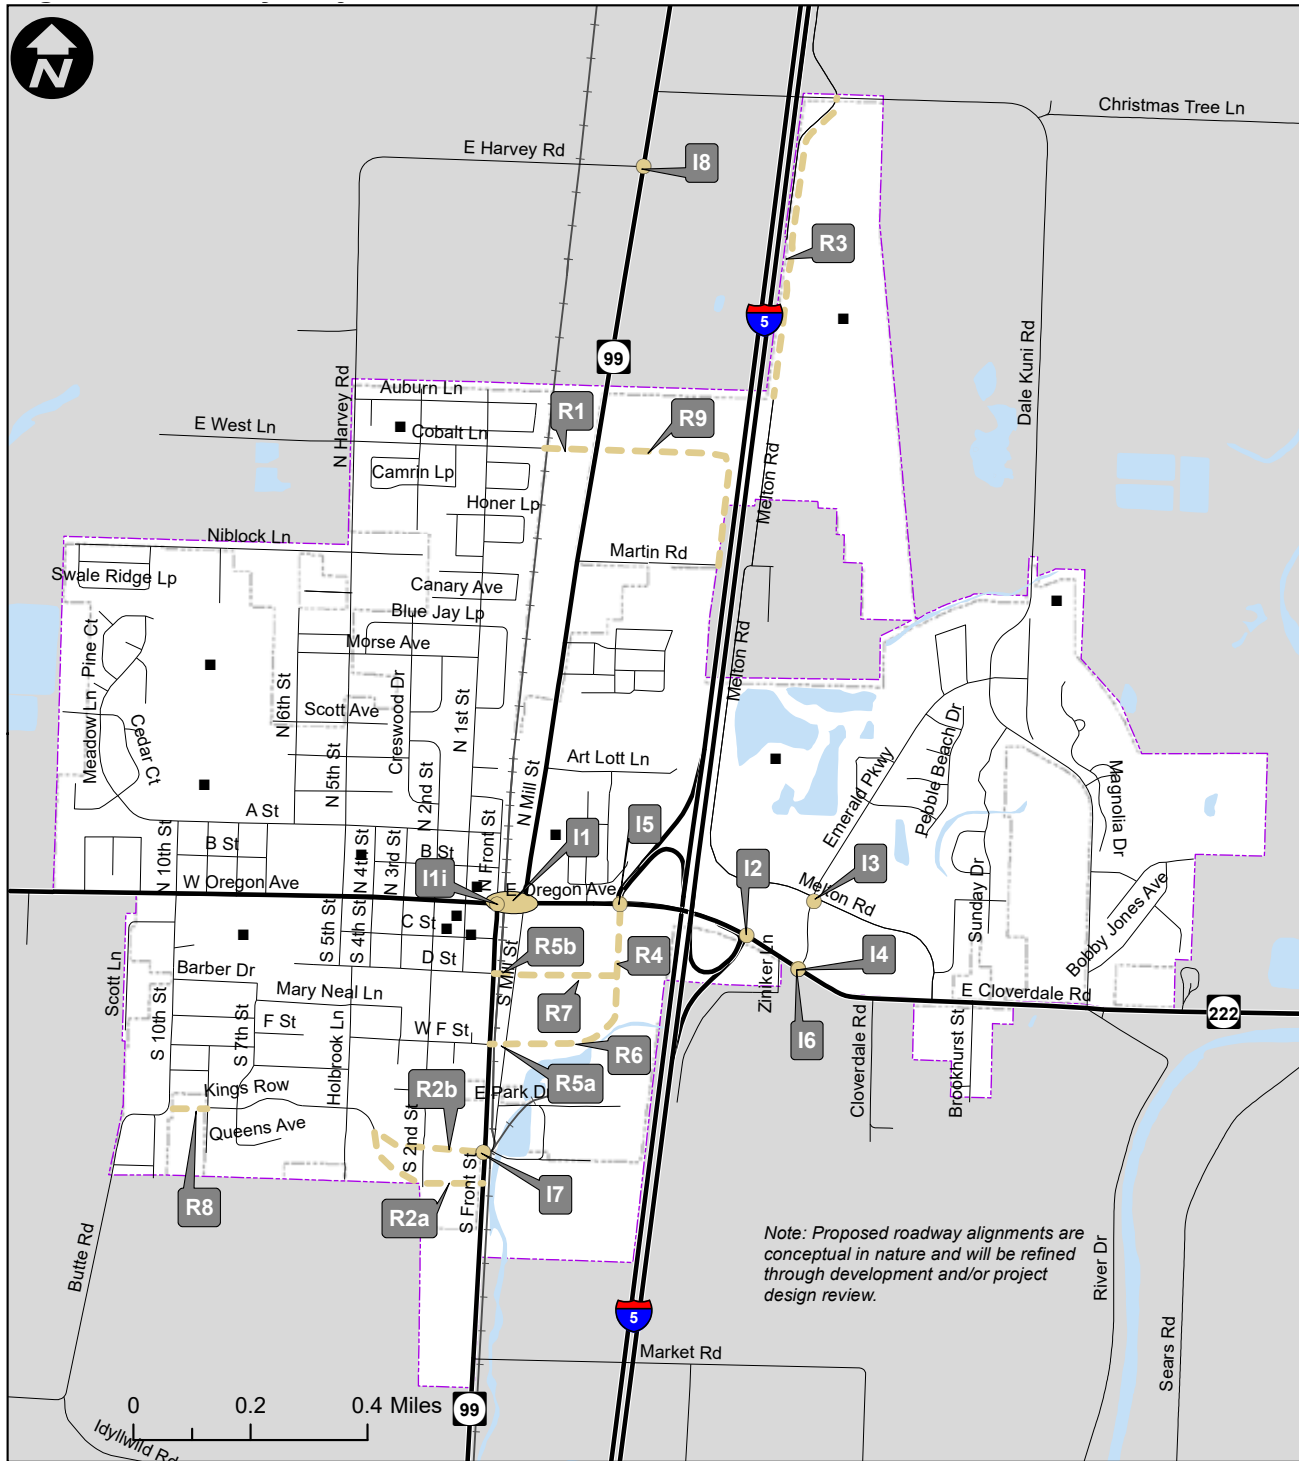 N
Christmas Tree Ln
E Harvey Rd
I8
R3
5
Dale Kuni Rd
99
N Harvey Rd
Auburn Ln
R1
R9
E West Ln
Cobalt Ln
Camrin Lp
Melton Rd
Honer Lp
Niblock Ln
Martin Rd
Swale Ridge Lp
Canary Ave
Blue Jay Lp
Pine Ct
Morse Ave
Melton Rd
N 6th St
Meadow Ln
Creswood Dr
Scott Ave
N 1st St
Cedar Ct
Pebble Beach Dr
Emerald Pkwy
N 5th St
Art Lott Ln
N Mill St
N 2nd St
Magnolia Dr
A St
B St
N 10th St
N 4th St
N 3rd St
B St
N Front St
I1
I5
I1i
W Oregon Ave
E Oregon Ave
I2
I3
Melton Rd
Sunday Dr
Bobby Jones Ave
S 5th St
S 4th St
C St
D St
R5b
R4
I4
Scott Ln
Barber Dr
S Mill St
Ziniker Ln
E Cloverdale Rd
Mary Neal Ln
R7
222
S 10th St
F St
S 7th St
W F St
Holbrook Ln
R6
I6
Cloverdale Rd
Brookhurst St
R5a
Kings Row
R2b
E Park Dr
Queens Ave
S 2nd St
R8
R2a
S Front St
I7
Butte Rd
River Dr
Note: Proposed roadway alignments are
conceptual in nature and will be refined
through development and/or project
design review.
5
Market Rd
Sears Rd
0 0.2 0.4 Miles
99
Idyllwild Rd